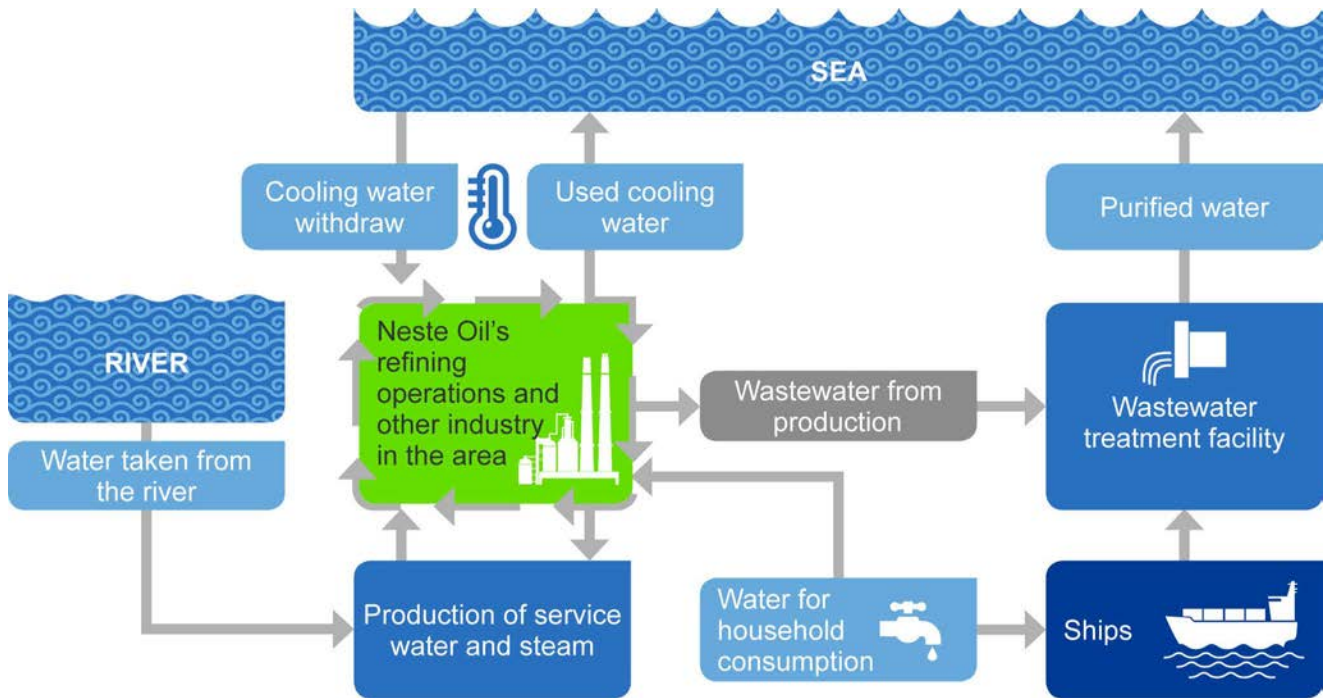 SEA
Cooling water
withdraw
Used cooling
water
Purified water
RIVER
Neste Oil's
refining
operations and
other industry
in the area
Wastewater from
production
Wastewater
treatment facility
Water taken from
the river
Production of service
water and steam
Water for
household
consumption
Ships